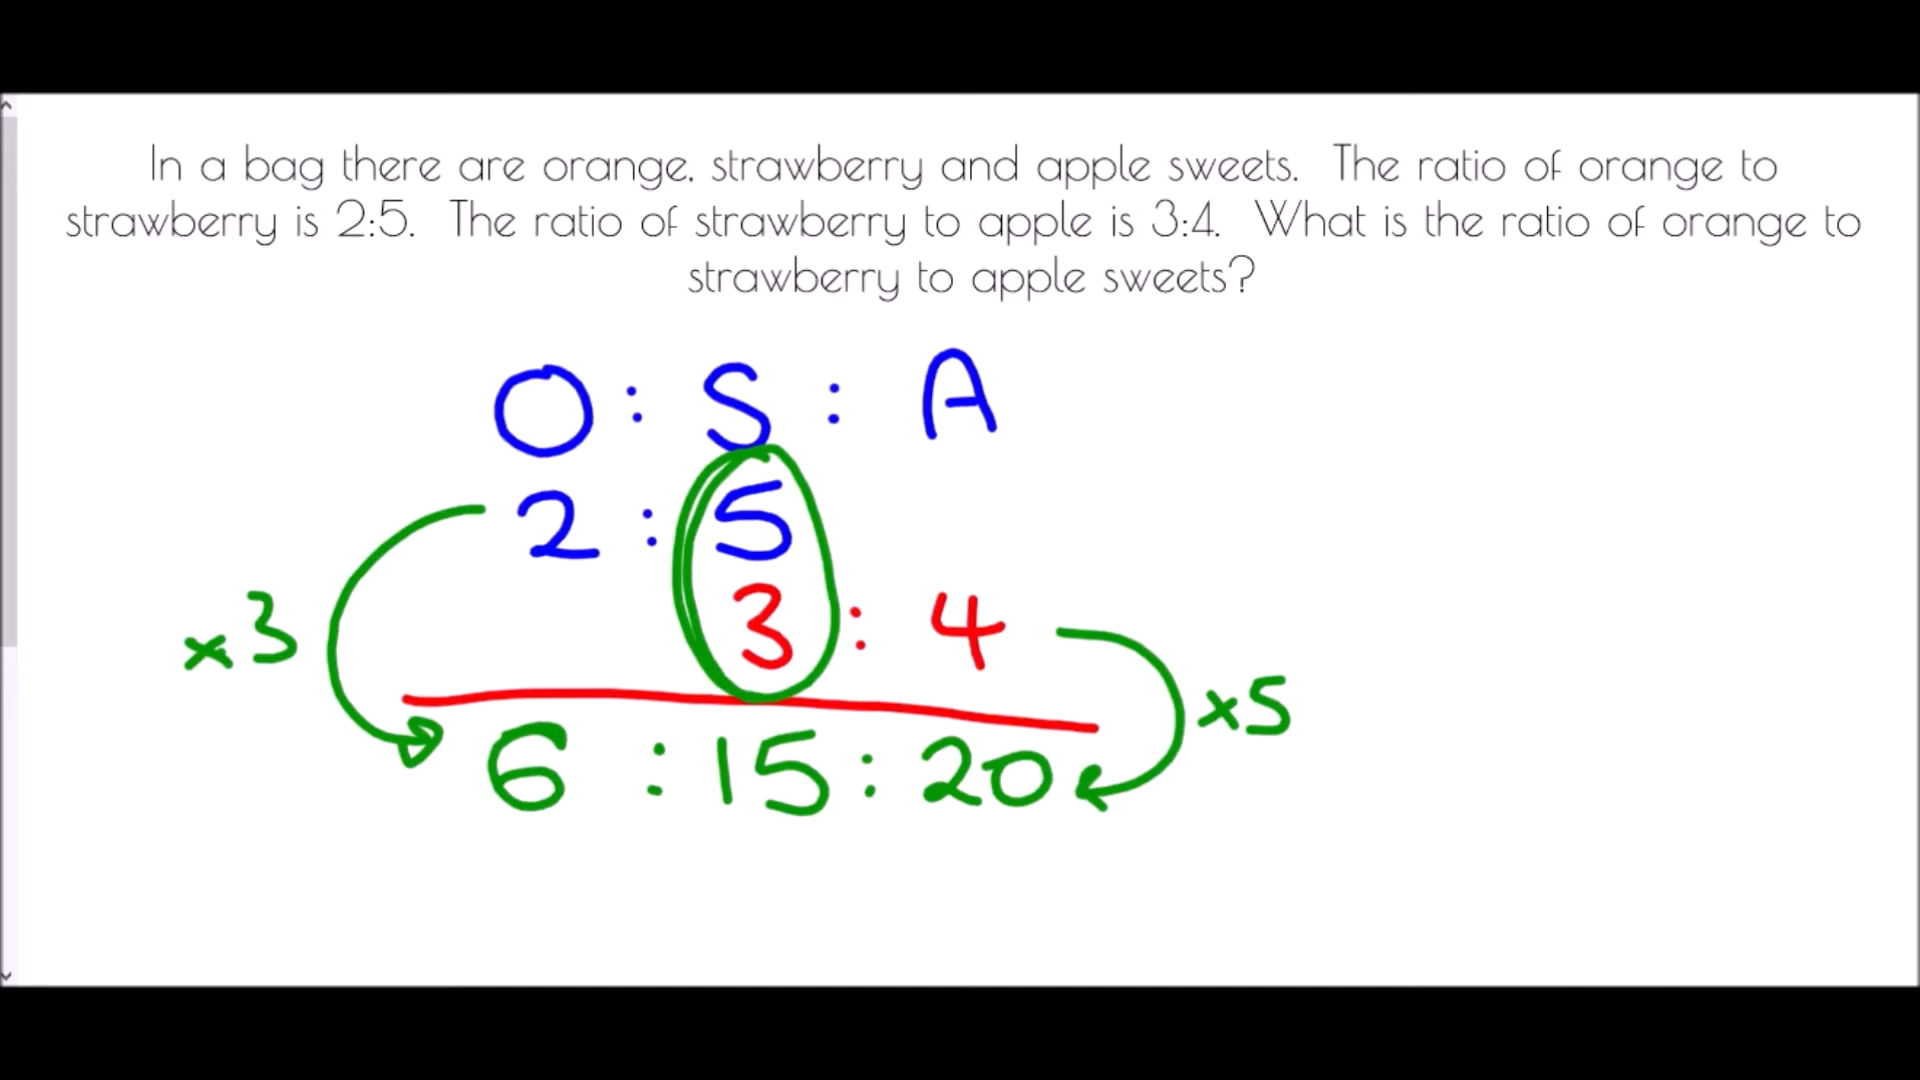 In a bag there are orange, strawberry and apple sweets. The ratio of orange to
strawberry is 2:5. The ratio of strawberry to apple is 3:4. What is the ratio of orange to
strawberry to apple sweets?
O : S : A
2 : 5
3 : 4
×3
×5
6 : 15 : 20